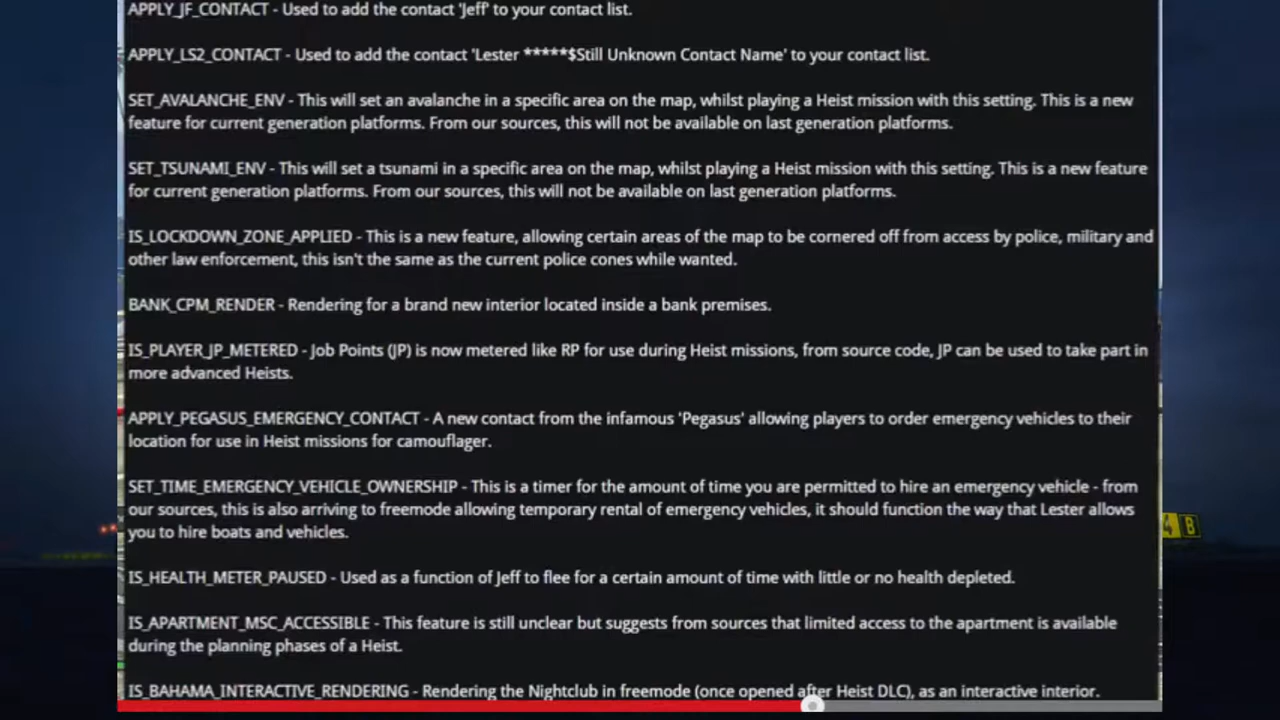 APPLY_JF_CONTACT - Used to add the contact 'Jeff' to your contact list.
APPLY_LS2_CONTACT - Used to add the contact 'Lester *****$Still Unknown Contact Name' to your contact list.
SET_AVALANCHE_ENV - This will set an avalanche in a specific area on the map, whilst playing a Heist mission with this setting. This is a new
feature for current generation platforms. From our sources, this will not be available on last generation platforms.
SET_TSUNAMI_ENV - This will set a tsunami in a specific area on the map, whilst playing a Heist mission with this setting. This is a new feature
for current generation platforms. From our sources, this will not be available on last generation platforms.
IS_LOCKDOWN_ZONE_APPLIED - This is a new feature, allowing certain areas of the map to be cornered off from access by police, military and
other law enforcement, this isn't the same as the current police cones while wanted.
BANK_CPM_RENDER - Rendering for a brand new interior located inside a bank premises.
IS_PLAYER_JP_METERED - Job Points (JP) is now metered like RP for use during Heist missions, from source code, JP can be used to take part in
more advanced Heists.
APPLY_PEGASUS_EMERGENCY_CONTACT - A new contact from the infamous 'Pegasus' allowing players to order emergency vehicles to their
location for use in Heist missions for camouflager.
SET_TIME_EMERGENCY_VEHICLE_OWNERSHIP - This is a timer for the amount of time you are permitted to hire an emergency vehicle - from
our sources, this is also arriving to freemode allowing temporary rental of emergency vehicles, it should function the way that Lester allows
you to hire boats and vehicles.
IS_HEALTH_METER_PAUSED - Used as a function of Jeff to flee for a certain amount of time with little or no health depleted.
IS_APARTMENT_MSC_ACCESSIBLE - This feature is still unclear but suggests from sources that limited access to the apartment is available
during the planning phases of a Heist.
IS_BAHAMA_INTERACTIVE_RENDERING - Rendering the Nightclub in freemode (once opened after Heist DLC), as an interactive interior.
4 B